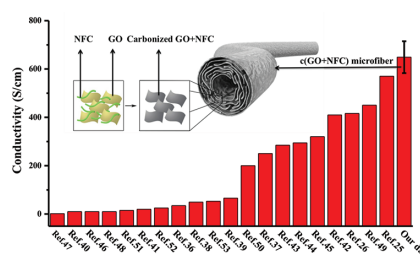 NFC GO Carbonized GO+NFC
c(GO+NFC) microfiber
Conductivity (S/cm)
800
600
400
200
0
Ref.47
Ref.40
Ref.46
Ref.48
Ref.51
Ref.41
Ref.52
Ref.36
Ref.38
Ref.53
Ref.39
Ref.50
Ref.37
Ref.43
Ref.44
Ref.45
Ref.42
Ref.26
Ref.49
Ref.25
Our d